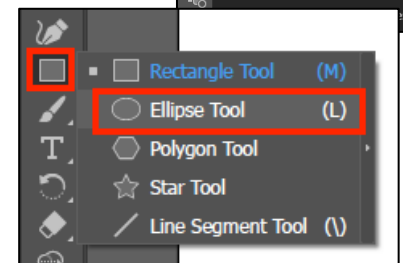 Rectangle Tool (M)
Ellipse Tool (L)
Polygon Tool
Star Tool
Line Segment Tool (\)